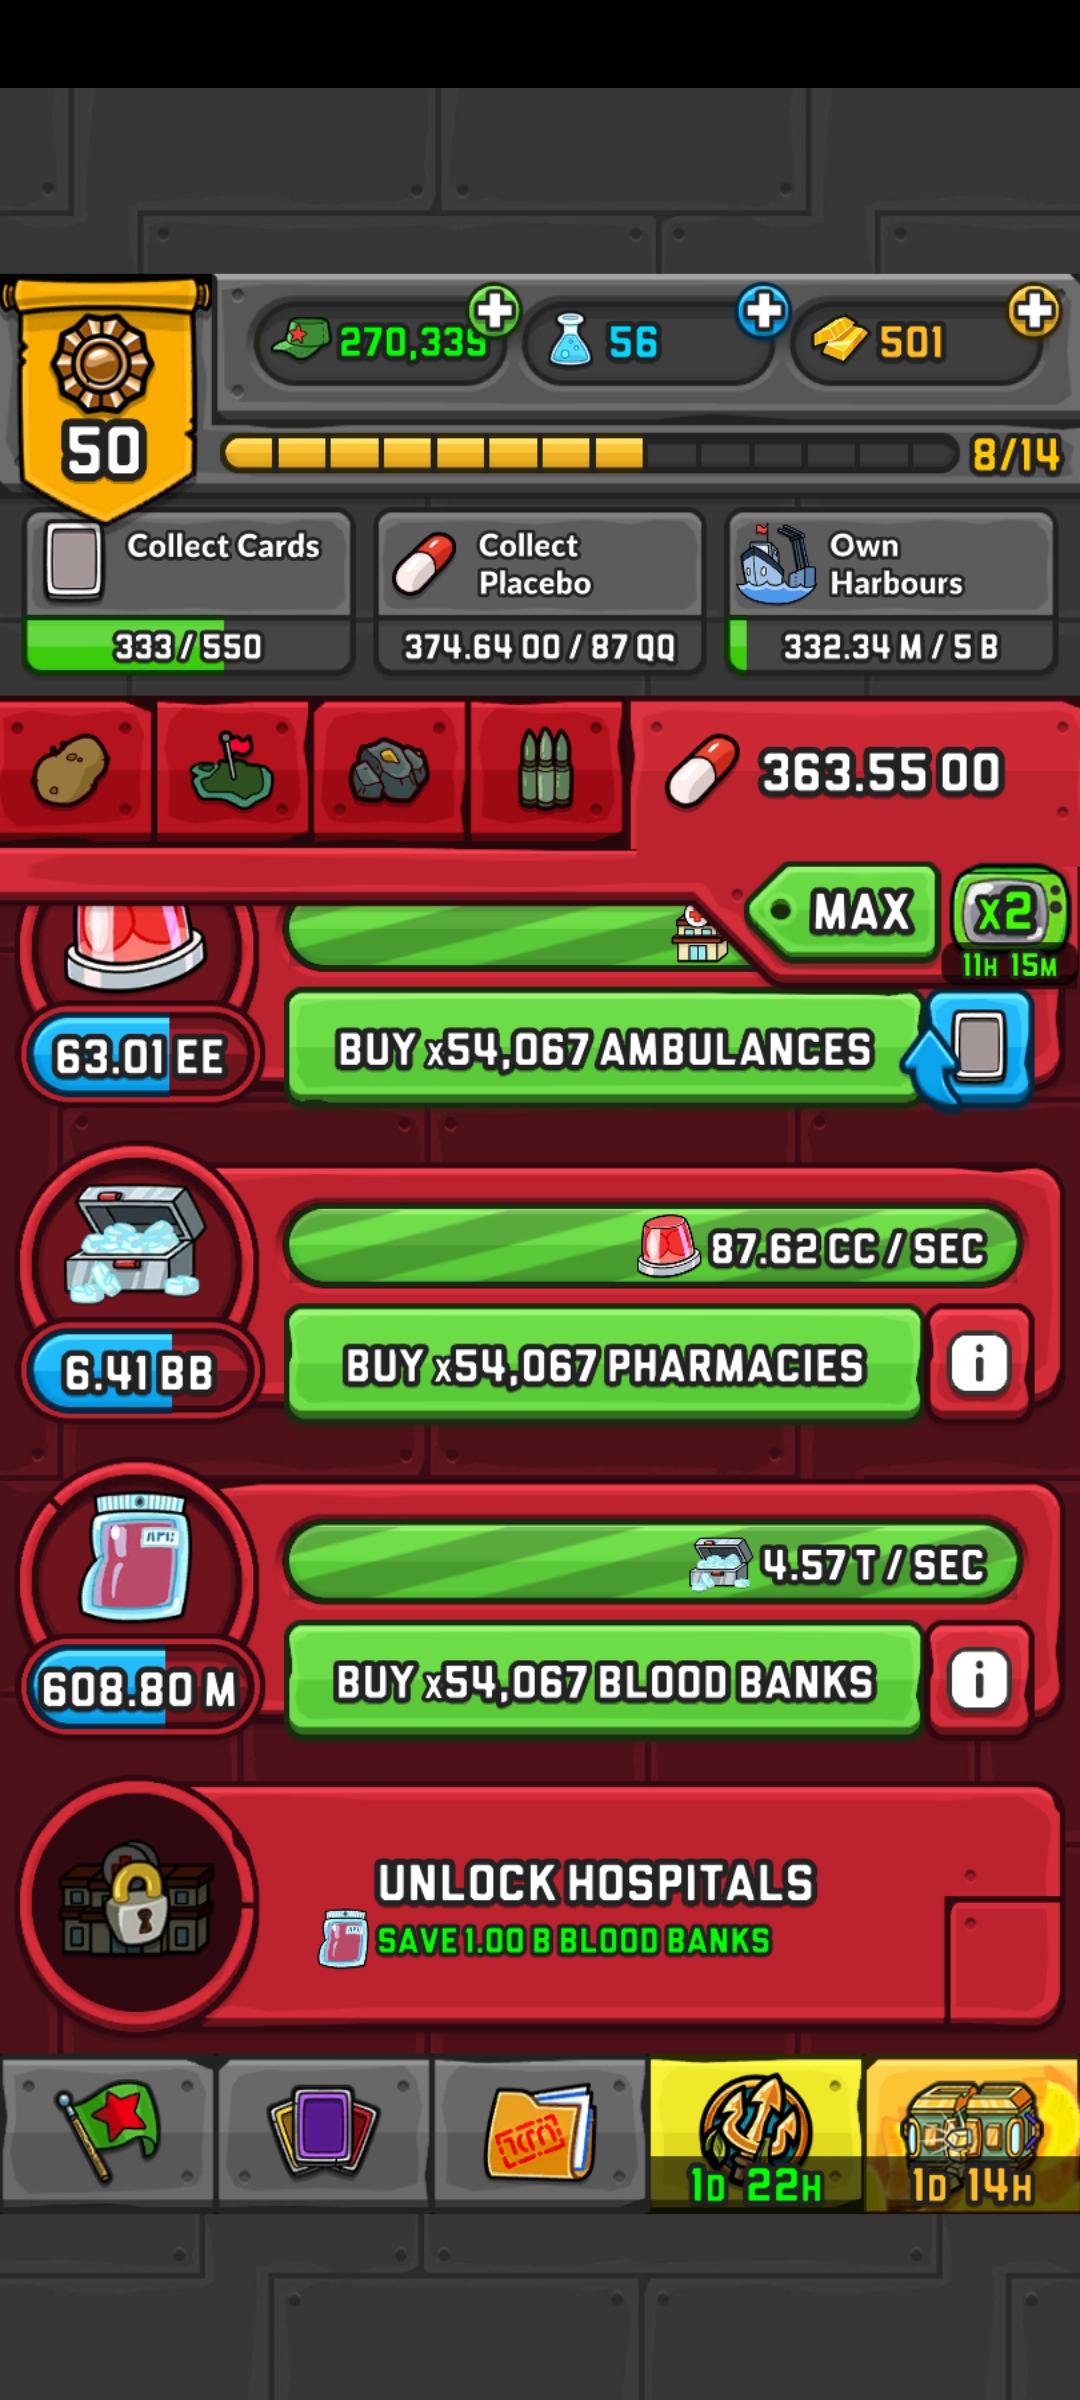 270,339
56
501
50
8/14
Collect Cards
333 / 550
Collect
Placebo
374.64 OO / 87 QQ
Own
Harbours
332.34 M / 5 B
363.55 OO
MAX
x2
11H 15M
63.01 EE
BUY x54,067 AMBULANCES
87.62 CC / SEC
6.41 BB
BUY x54,067 PHARMACIES
i
4.57 T / SEC
608.80 M
BUY x54,067 BLOOD BANKS
i
UNLOCK HOSPITALS
SAVE 1.00 B BLOOD BANKS
1D 22H
1D 14H